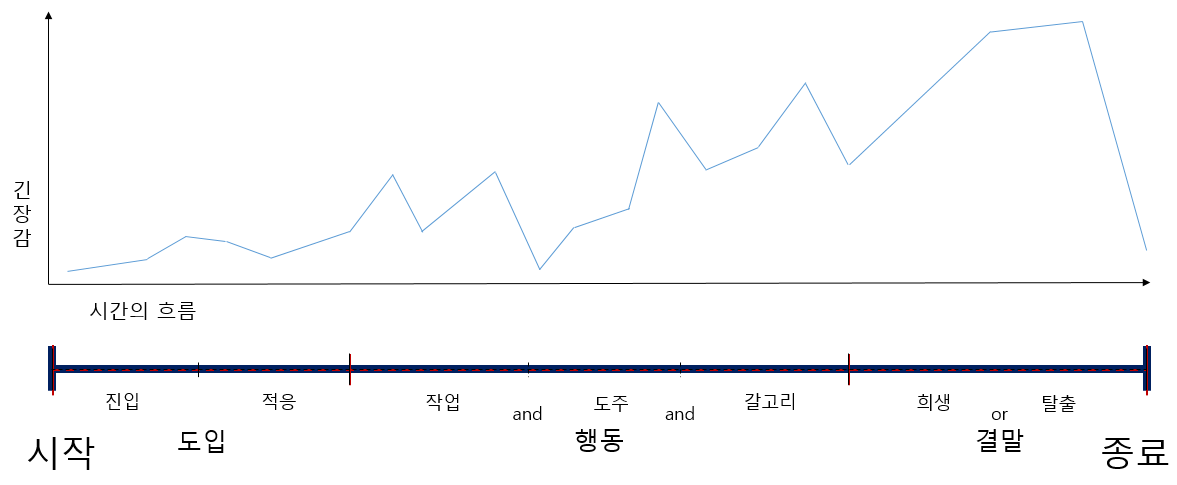 긴장감
시간의 흐름
진입
적응
작업
and
도주
and
갈고리
희생
or
탈출
시작
도입
행동
결말
종료